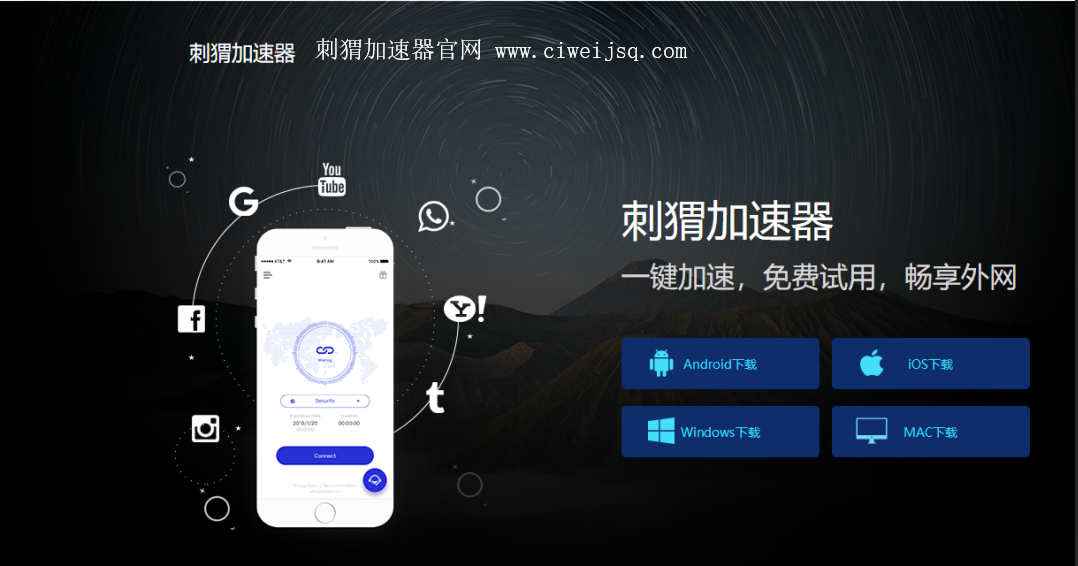 刺猬加速器 刺猬加速器官网 www.ciweijsq.com
You
Tube
G
f
Y!
t
AT&T 9:41 AM 100%
Waiting
Security
Expiration Date Duration
2019/1/25 00:00:00
00:00:00
Connect
刺猬加速器
一键加速，免费试用，畅享外网
Android下载 iOS下载
Windows下载 MAC下载